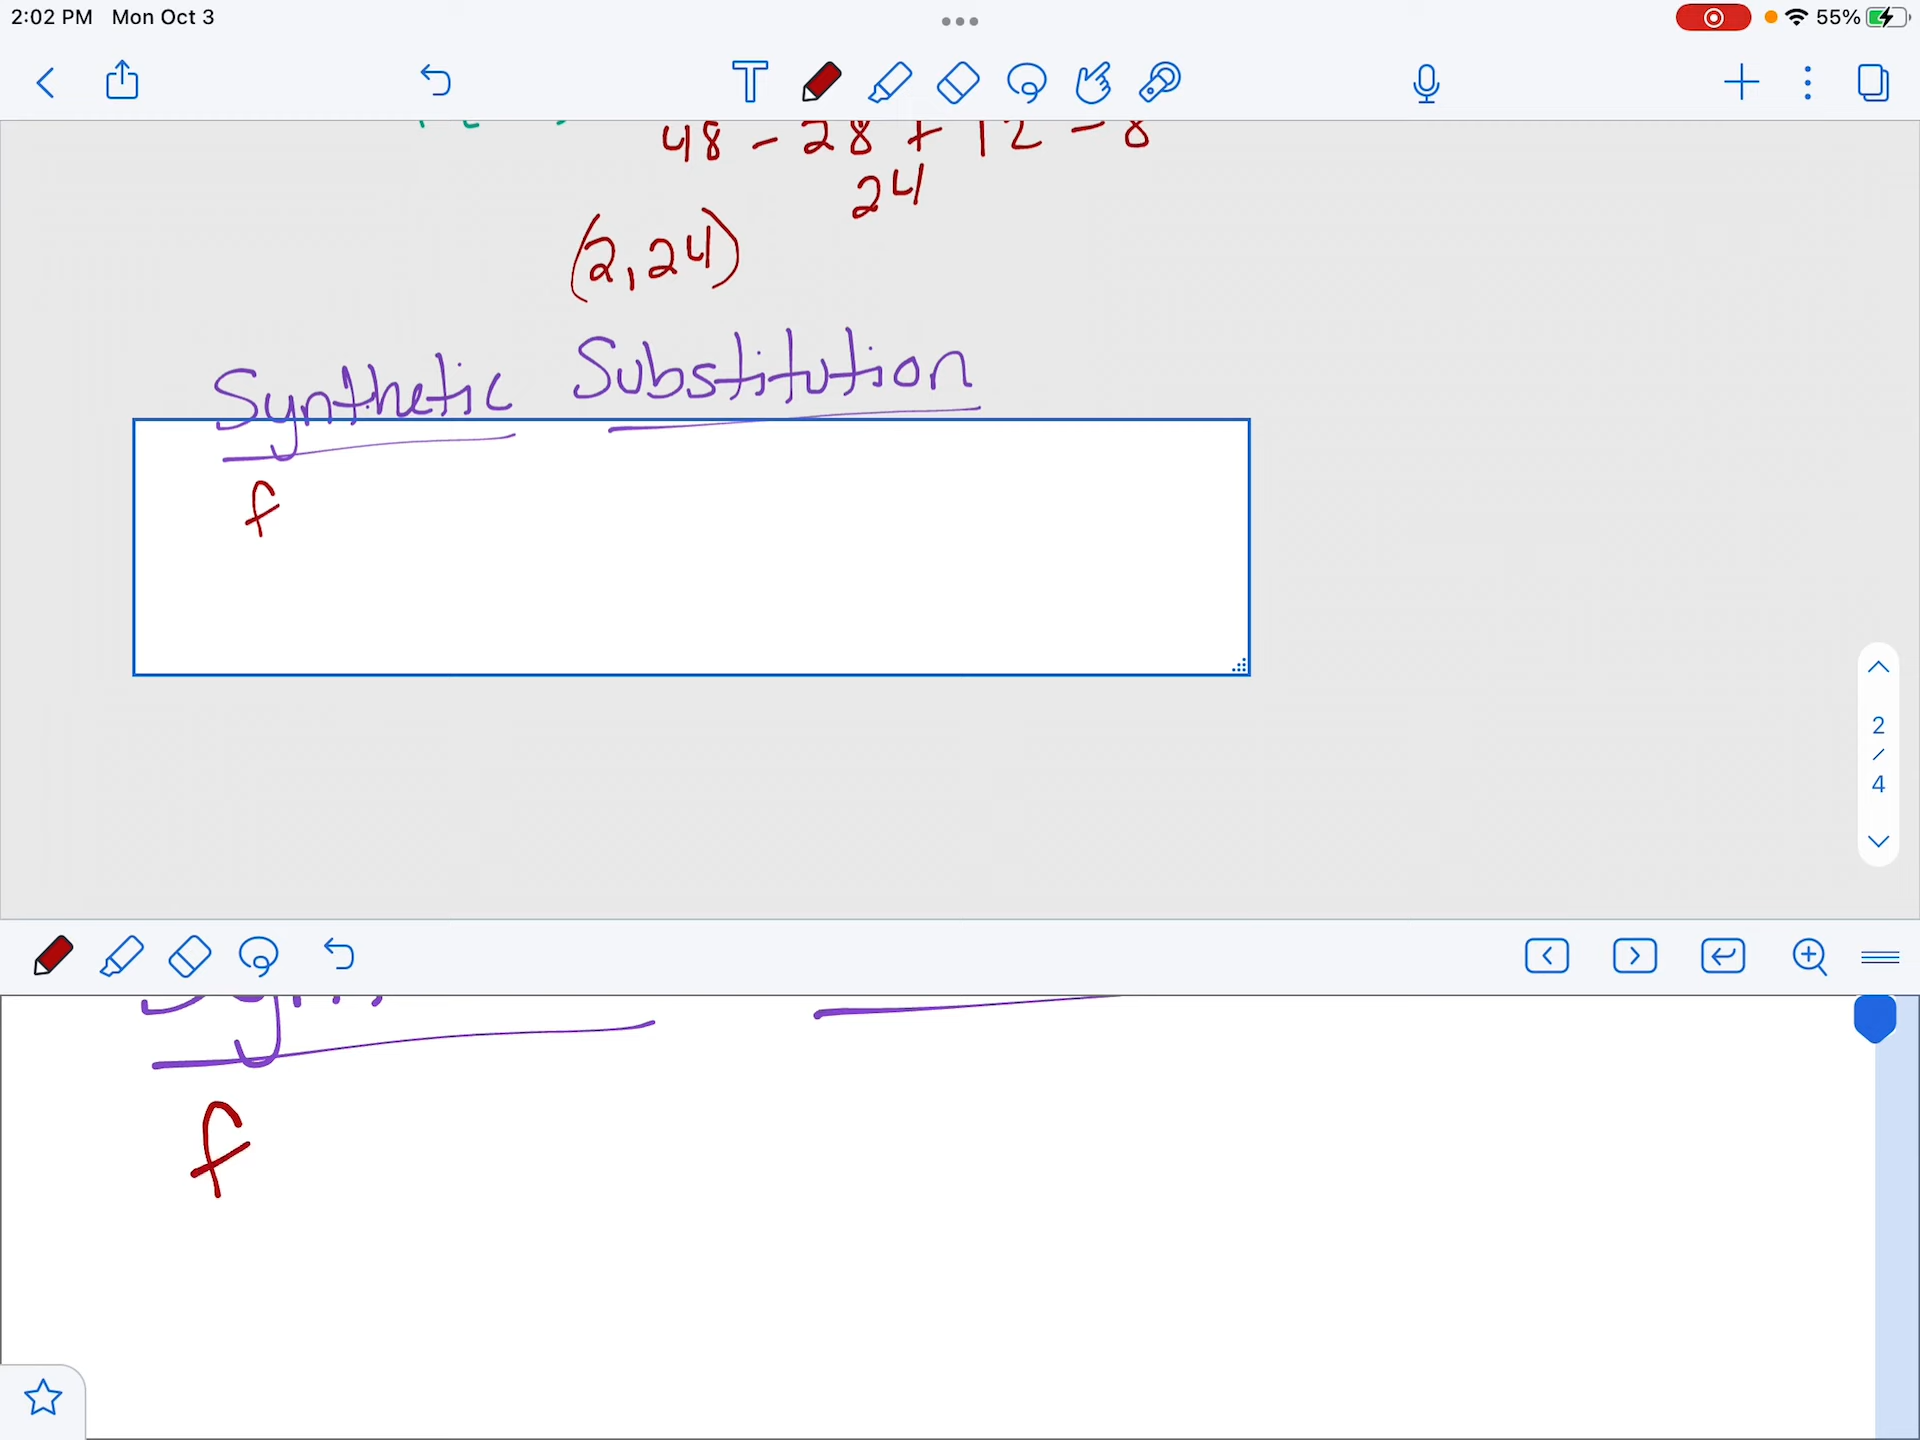 2:02 PM Mon Oct 3
55%
T
48 - 28 + 12 - 8
24
(2,24)
Synthetic Substitution
f
2
/
4
f